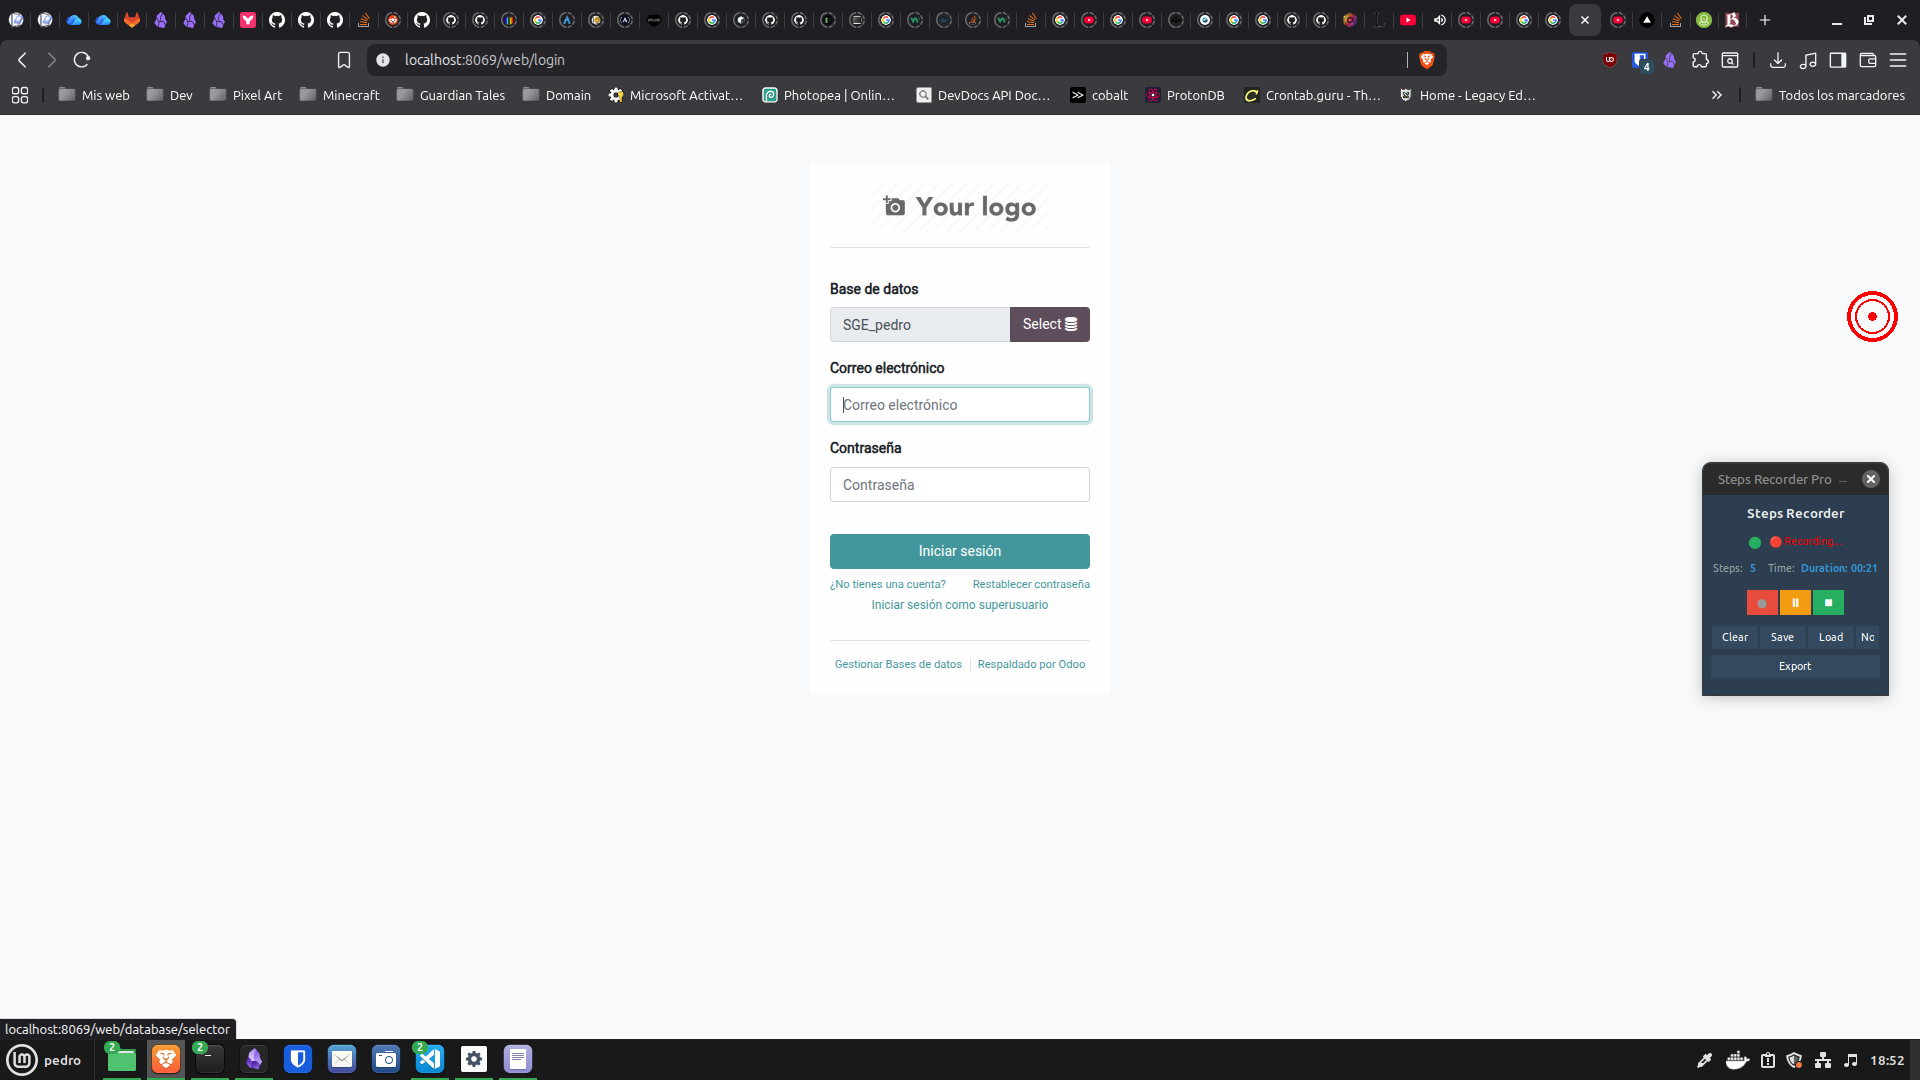 localhost:8069/web/login
4
Mis web
Dev
Pixel Art
Minecraft
Guardian Tales
Domain
Microsoft Activat...
Photopea | Onlin...
DevDocs API Doc...
cobalt
ProtonDB
Crontab.guru - Th...
Home - Legacy Ed...
Todos los marcadores
Your logo
Base de datos
SGE_pedro
Select
Correo electrónico
Correo electrónico
Contraseña
Contraseña
Iniciar sesión
¿No tienes una cuenta?
Restablecer contraseña
Iniciar sesión como superusuario
Gestionar Bases de datos
Respaldado por Odoo
Steps Recorder Pro
Steps Recorder
Recording...
Steps: 5 Time: Duration: 00:21
Clear
Save
Load
No
Export
localhost:8069/web/database/selector
pedro
2
2
2
18:52